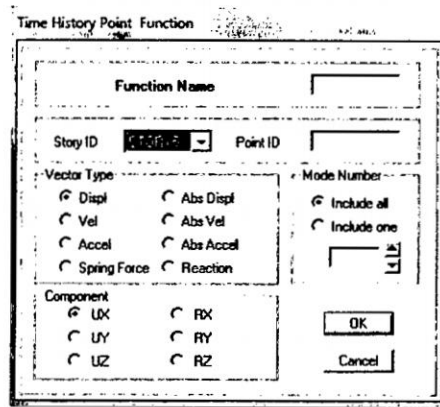 Time History Point Function
Function Name
Story ID Point ID
Vector Type
Displ Abs Displ
Vel Abs Vel
Accel Abs Accel
Spring Force Reaction
Mode Number
Include all
Include one
Component
UX RX
UY RY
UZ RZ
OK
Cancel